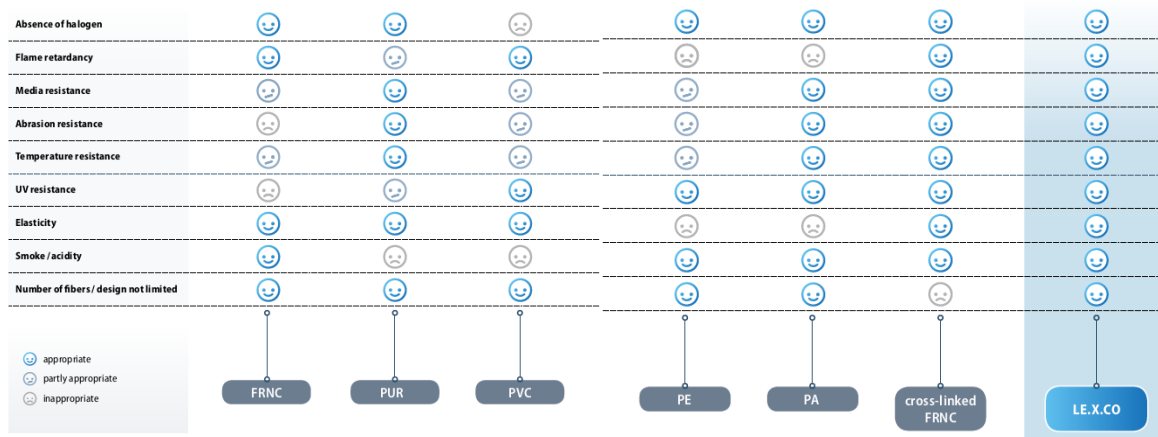 Absence of halogen
Flame retardancy
Media resistance
Abrasion resistance
Temperature resistance
UV resistance
Elasticity
Smoke/acidity
Number of fibers/ design not limited
appropriate
partly appropriate
inappropriate
FRNC
PUR
PVC
PE
PA
cross-linked
FRNC
LE.X.CO